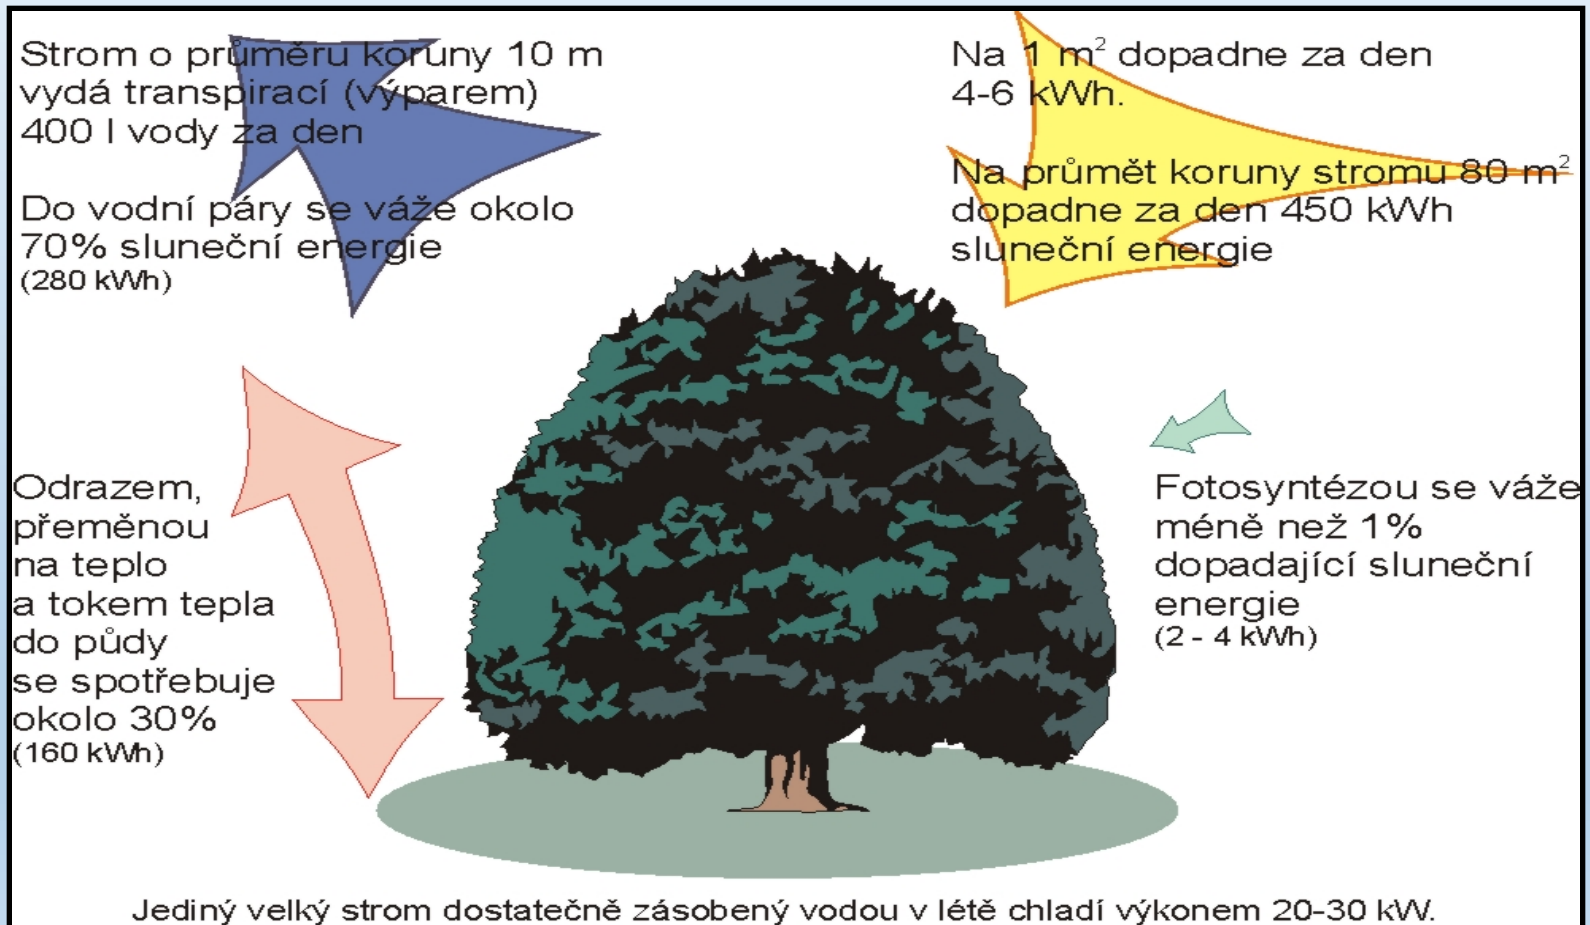 Strom o průměru koruny 10 m
vydá transpirací (výparem)
400 l vody za den
Do vodní páry se váže okolo
70% sluneční energie
(280 kWh)
Na 1 m² dopadne za den
4-6 kWh.
Na průmět koruny stromu 80 m²
dopadne za den 450 kWh
sluneční energie
Odrazem,
přeměnou
na teplo
a tokem tepla
do půdy
se spotřebuje
okolo 30%
(160 kWh)
Fotosyntézou se váže
méně než 1%
dopadající sluneční
energie
(2 - 4 kWh)
Jediný velký strom dostatečně zásobený vodou v létě chladí výkonem 20-30 kW.